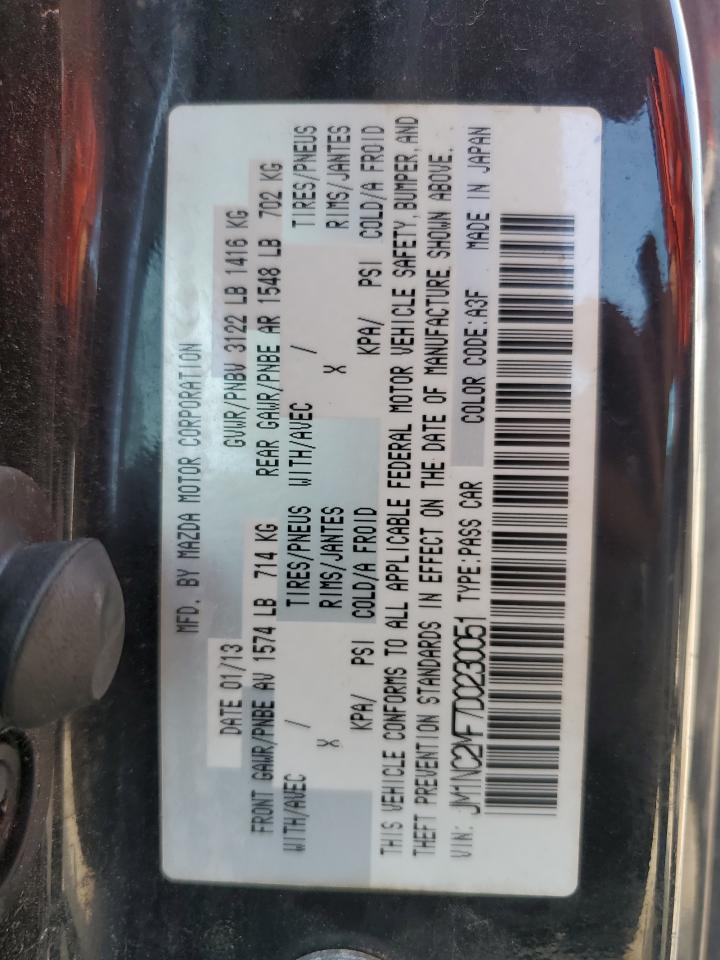 MFD. BY MAZDA MOTOR CORPORATION
DATE 01/13 GVWR/PNBV 3122 LB 1416 KG
FRONT GAWR/PNBE AV 1574 LB 714 KG REAR GAWR/PNBE AR 1548 LB 702 KG
WITH/AVEC / TIRES/PNEUS WITH/AVEC / TIRES/PNEUS
X RIMS/JANTES X RIMS/JANTES
KPA/ PSI COLD/A FROID KPA/ PSI COLD/A FROID
THIS VEHICLE CONFORMS TO ALL APPLICABLE FEDERAL MOTOR VEHICLE SAFETY, BUMPER, AND
THEFT PREVENTION STANDARDS IN EFFECT ON THE DATE OF MANUFACTURE SHOWN ABOVE.
VIN: JM1NC2MF7D0230051 TYPE:PASS CAR COLOR CODE:A3F MADE IN JAPAN